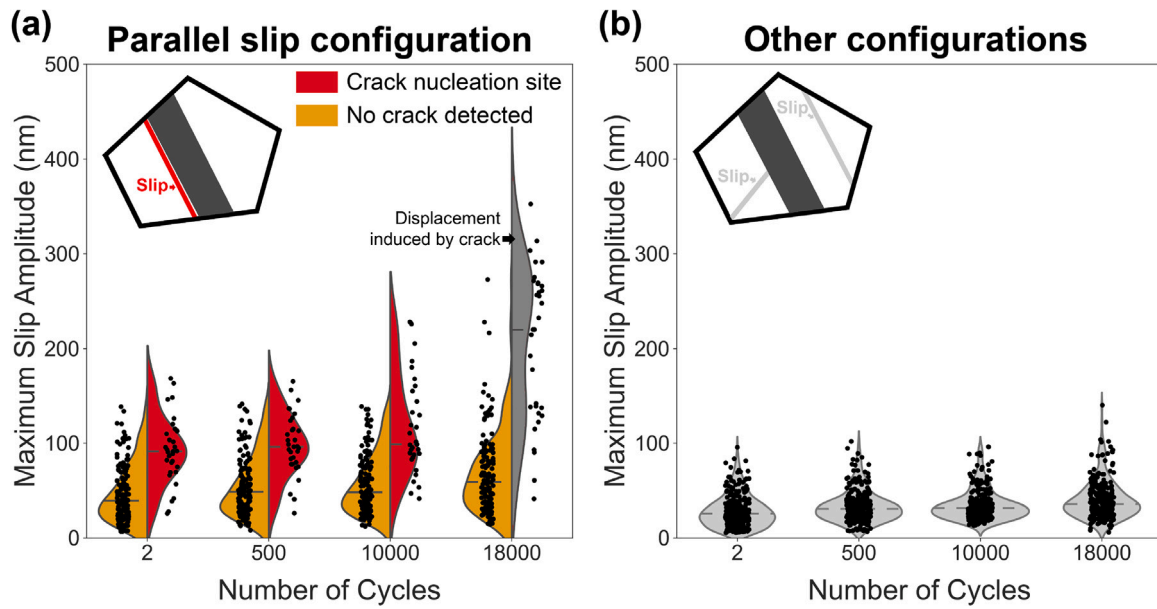 (a)
Parallel slip configuration
Maximum Slip Amplitude (nm)
500
400
300
200
100
0
Slip
Crack nucleation site
No crack detected
Displacement
induced by crack
2
500
10000
18000
Number of Cycles
(b)
Other configurations
Maximum Slip Amplitude (nm)
500
400
300
200
100
0
Slip
Slip
2
500
10000
18000
Number of Cycles